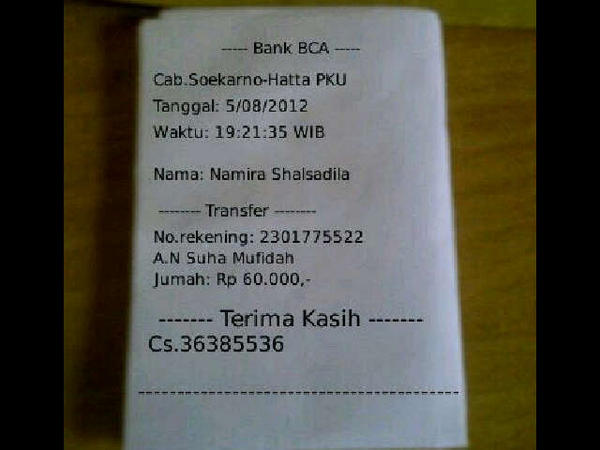 ----- Bank BCA -----
Cab.Soekarno-Hatta PKU
Tanggal: 5/08/2012
Waktu: 19:21:35 WIB
Nama: Namira Shalsadila
-------- Transfer --------
No.rekening: 2301775522
A.N Suha Mufidah
Jumah: Rp 60.000,-
------- Terima Kasih -------
Cs.36385536
-----------------------------------------